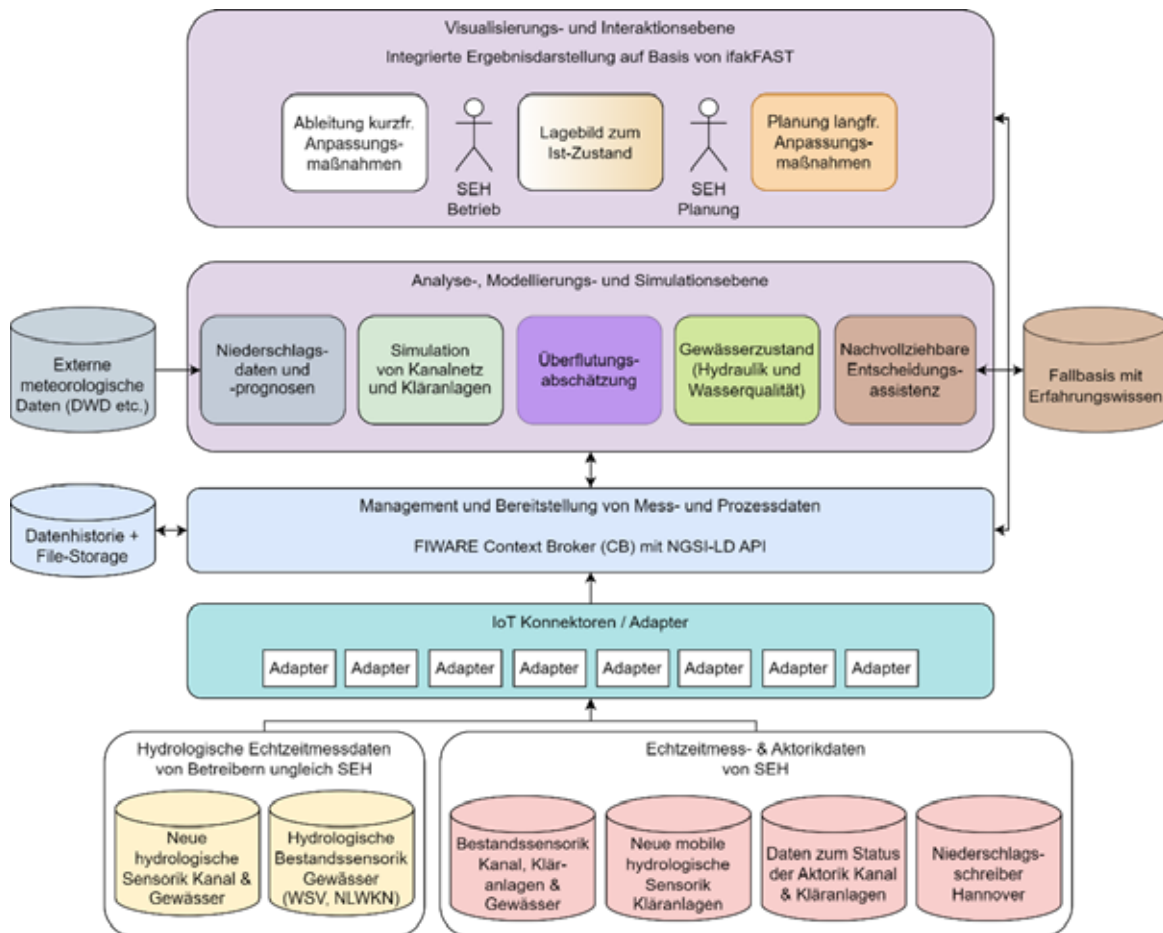 Visualisierungs- und Interaktionsebene
Integrierte Ergebnisdarstellung auf Basis von ifakFAST
Ableitung kurzfr.
Anpassungs-
maßnahmen
SEH
Betrieb
Lagebild zum
Ist-Zustand
SEH
Planung
Planung langfr.
Anpassungs-
maßnahmen
Analyse-, Modellierungs- und Simulationsebene
Externe
meteorologische
Daten (DWD etc.)
Niederschlags-
daten und
-prognosen
Simulation
von Kanalnetz
und Kläranlagen
Überflutungs-
abschätzung
Gewässerzustand
(Hydraulik und
Wasserqualität)
Nachvollziehbare
Entscheidungs-
assistenz
Fallbasis mit
Erfahrungswissen
Datenhistorie +
File-Storage
Management und Bereitstellung von Mess- und Prozessdaten
FIWARE Context Broker (CB) mit NGSI-LD API
IoT Konnektoren / Adapter
Adapter
Adapter
Adapter
Adapter
Adapter
Adapter
Adapter
Adapter
Hydrologische Echtzeitmessdaten
von Betreibern ungleich SEH
Neue
hydrologische
Sensorik Kanal &
Gewässer
Hydrologische
Bestandssensorik
Gewässer
(WSV, NLWKN)
Echtzeitmess- & Aktorikdaten
von SEH
Bestandssensorik
Kanal, Klär-
anlagen &
Gewässer
Neue mobile
hydrologische
Sensorik
Kläranlagen
Daten zum Status
der Aktorik Kanal
& Kläranlagen
Niederschlags-
schreiber
Hannover